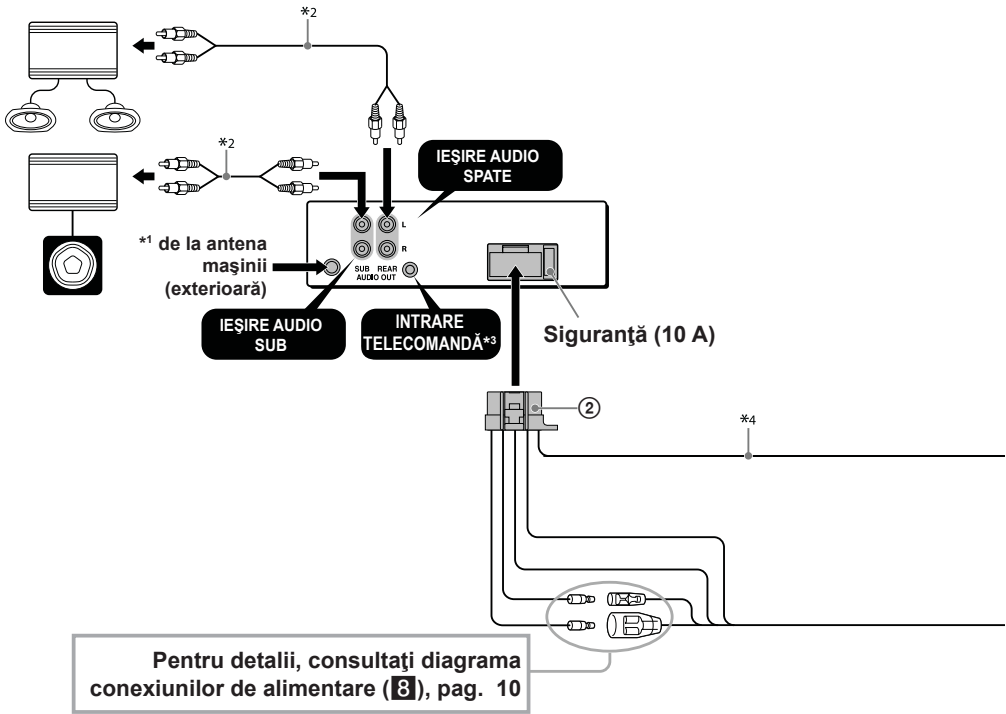 *2
*2
IEŞIRE AUDIO
SPATE
*1 de la antena
maşinii
(exterioară)
L
R
SUB REAR
AUDIO OUT
IEŞIRE AUDIO
SUB
INTRARE
TELECOMANDĂ*3
Siguranţă (10 A)
②
*4
Pentru detalii, consultaţi diagrama
conexiunilor de alimentare (8), pag. 10